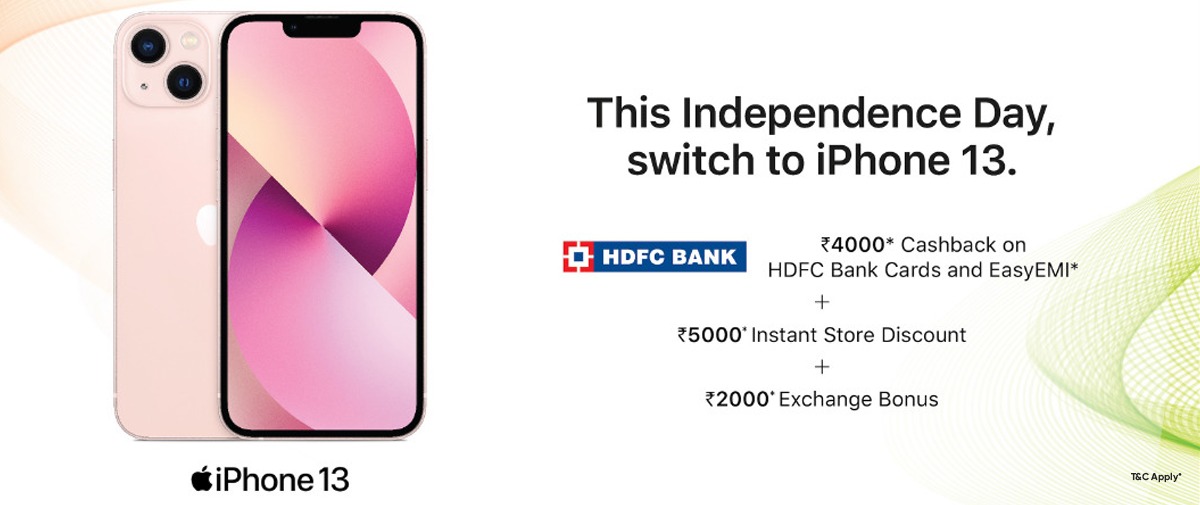 This Independence Day,
switch to iPhone 13.
HDFC BANK
₹4000* Cashback on
HDFC Bank Cards and EasyEMI*
+
₹5000* Instant Store Discount
+
₹2000* Exchange Bonus
iPhone 13
T&C Apply*